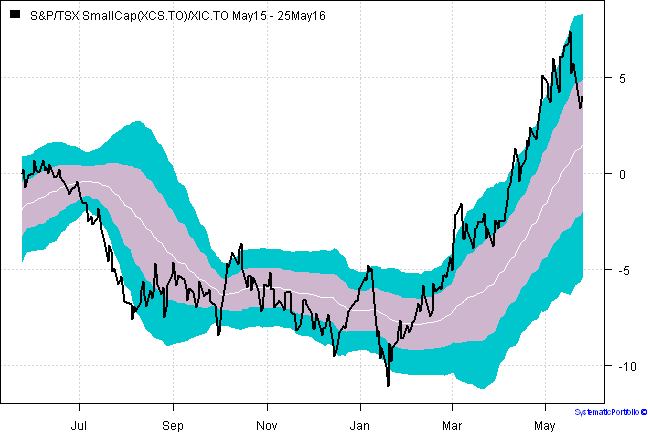 S&P/TSX SmallCap(XCS.TO)/XIC.TO May15 - 25May16
5
0
-5
-10
Jul Sep Nov Jan Mar May
SystematicPortfolio ©